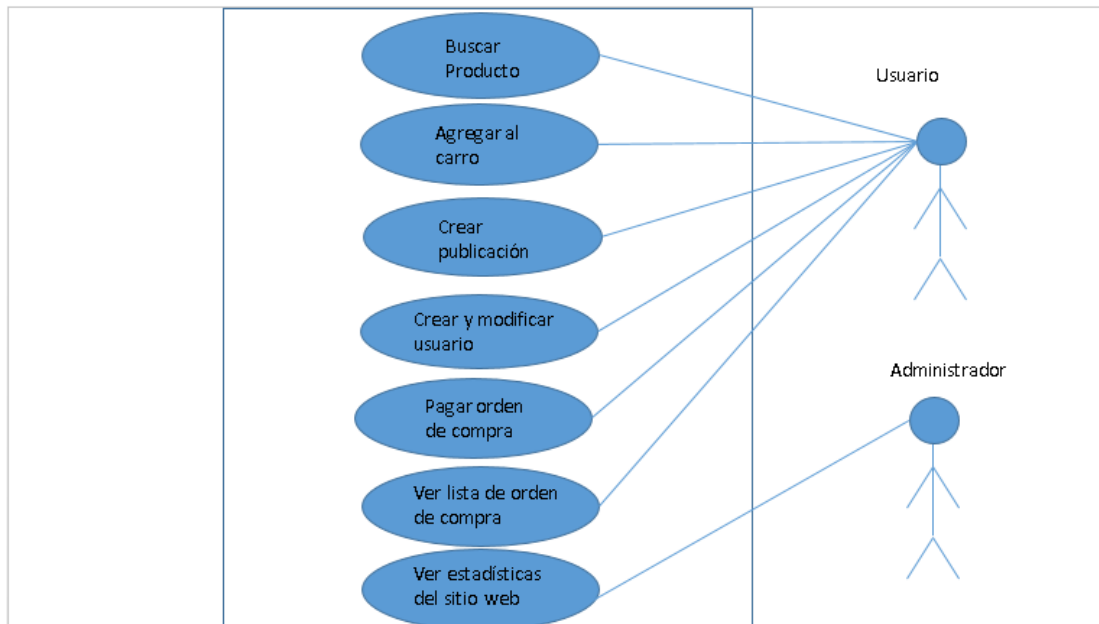 Buscar
Producto
Usuario
Agregar al
carro
Crear
publicación
Crear y modificar
usuario
Administrador
Pagar orden
de compra
Ver lista de orden
de compra
Ver estadísticas
del sitio web